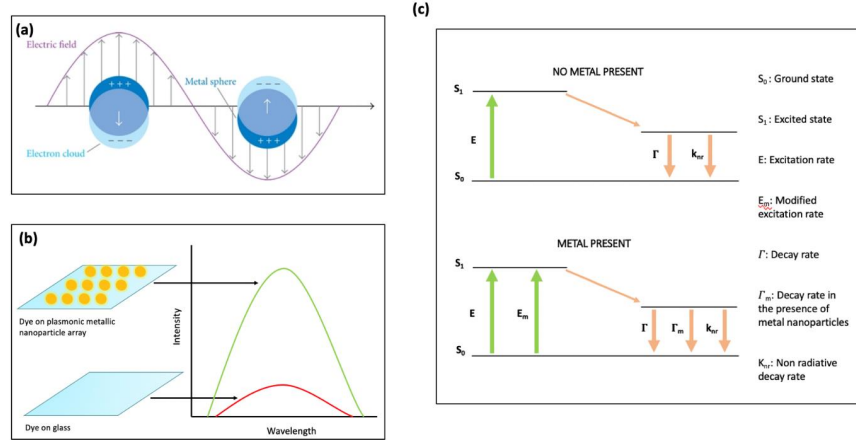 (a)
Electric field
Metal sphere
+++
---
↓
↑
---
+++
Electron cloud
(b)
Dye on plasmonic metallic
nanoparticle array
Dye on glass
Intensity
Wavelength
(c)
NO METAL PRESENT
S₁
E
Γ
kₙᵣ
S₀
METAL PRESENT
S₁
E
Eₘ
Γ
Γₘ
kₙᵣ
S₀
S₀: Ground state
S₁: Excited state
E: Excitation rate
Eₘ: Modified
excitation rate
Γ: Decay rate
Γₘ: Decay rate in
the presence of
metal nanoparticles
Kₙᵣ: Non radiative
decay rate